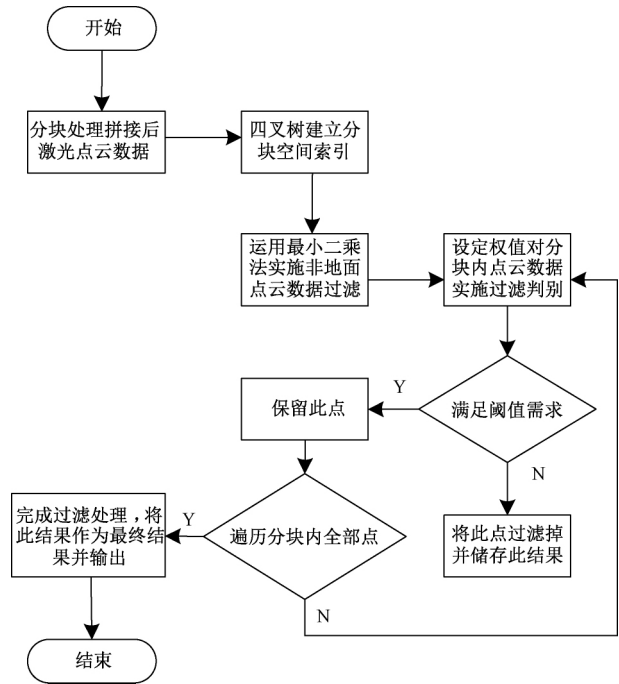 开始
分块处理拼接后
激光点云数据
四叉树建立分
块空间索引
运用最小二乘
法实施非地面
点云数据过滤
设定权值对分
块内点云数据
实施过滤判别
满足阈值需求
Y
N
保留此点
将此点过滤掉
并储存此结果
遍历分块内全部点
Y
N
完成过滤处理，将
此结果作为最终结
果并输出
结束